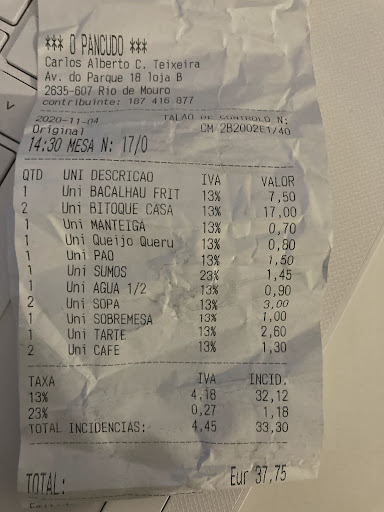 *** O PANCUDO ***
Carlos Alberto C. Teixeira
Av. do Parque 18 loja B
2635-607 Rio de Mouro
contribuinte: 187 416 877
2020-11-04 TALAO DE CONTROLO N:
Original CM 2B2002E1/40
14:30 MESA N: 17/0
QTD UNI DESCRICAO IVA VALOR
1 Uni BACALHAU FRIT 13% 7,50
2 Uni BITOQUE CASA 13% 17,00
1 Uni MANTEIGA 13% 0,70
1 Uni Queijo Queru 13% 0,80
1 Uni PAO 13% 1,50
1 Uni SUMOS 23% 1,45
1 Uni AGUA 1/2 13% 0,90
2 Uni SOPA 13% 3,00
1 Uni SOBREMESA 13% 1,00
1 Uni TARTE 13% 2,60
2 Uni CAFE 13% 1,30
TAXA IVA INCID.
13% 4,18 32,12
23% 0,27 1,18
TOTAL INCIDENCIAS: 4,45 33,30
TOTAL: Eur 37,75